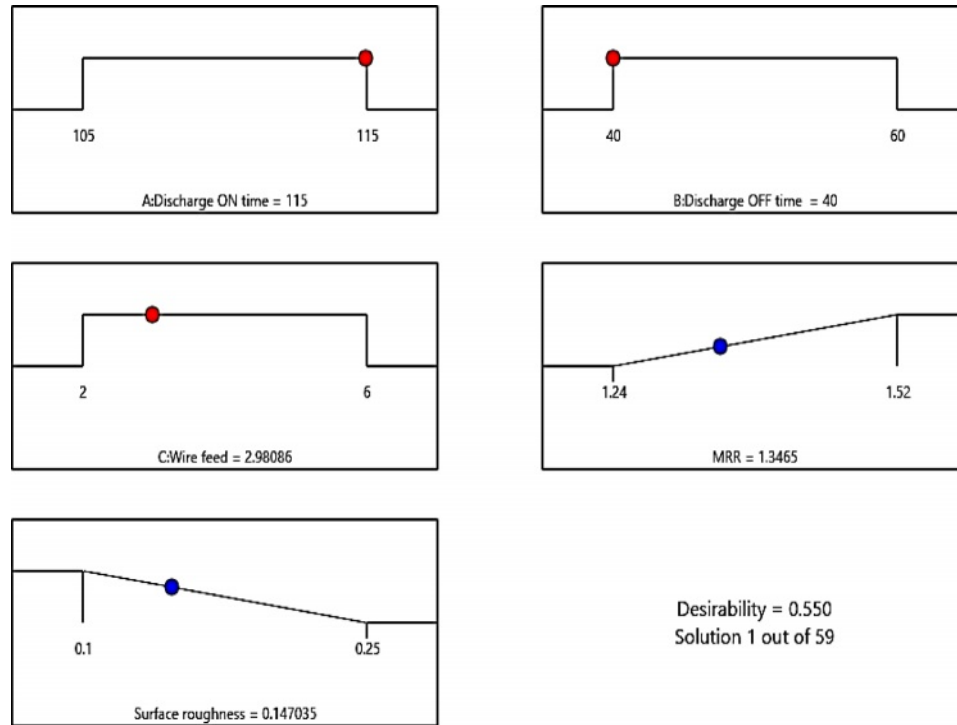 105 115
A:Discharge ON time = 115
40 60
B:Discharge OFF time = 40
2 6
C:Wire feed = 2.98086
1.24 1.52
MRR = 1.3465
0.1 0.25
Surface roughness = 0.147035
Desirability = 0.550
Solution 1 out of 59